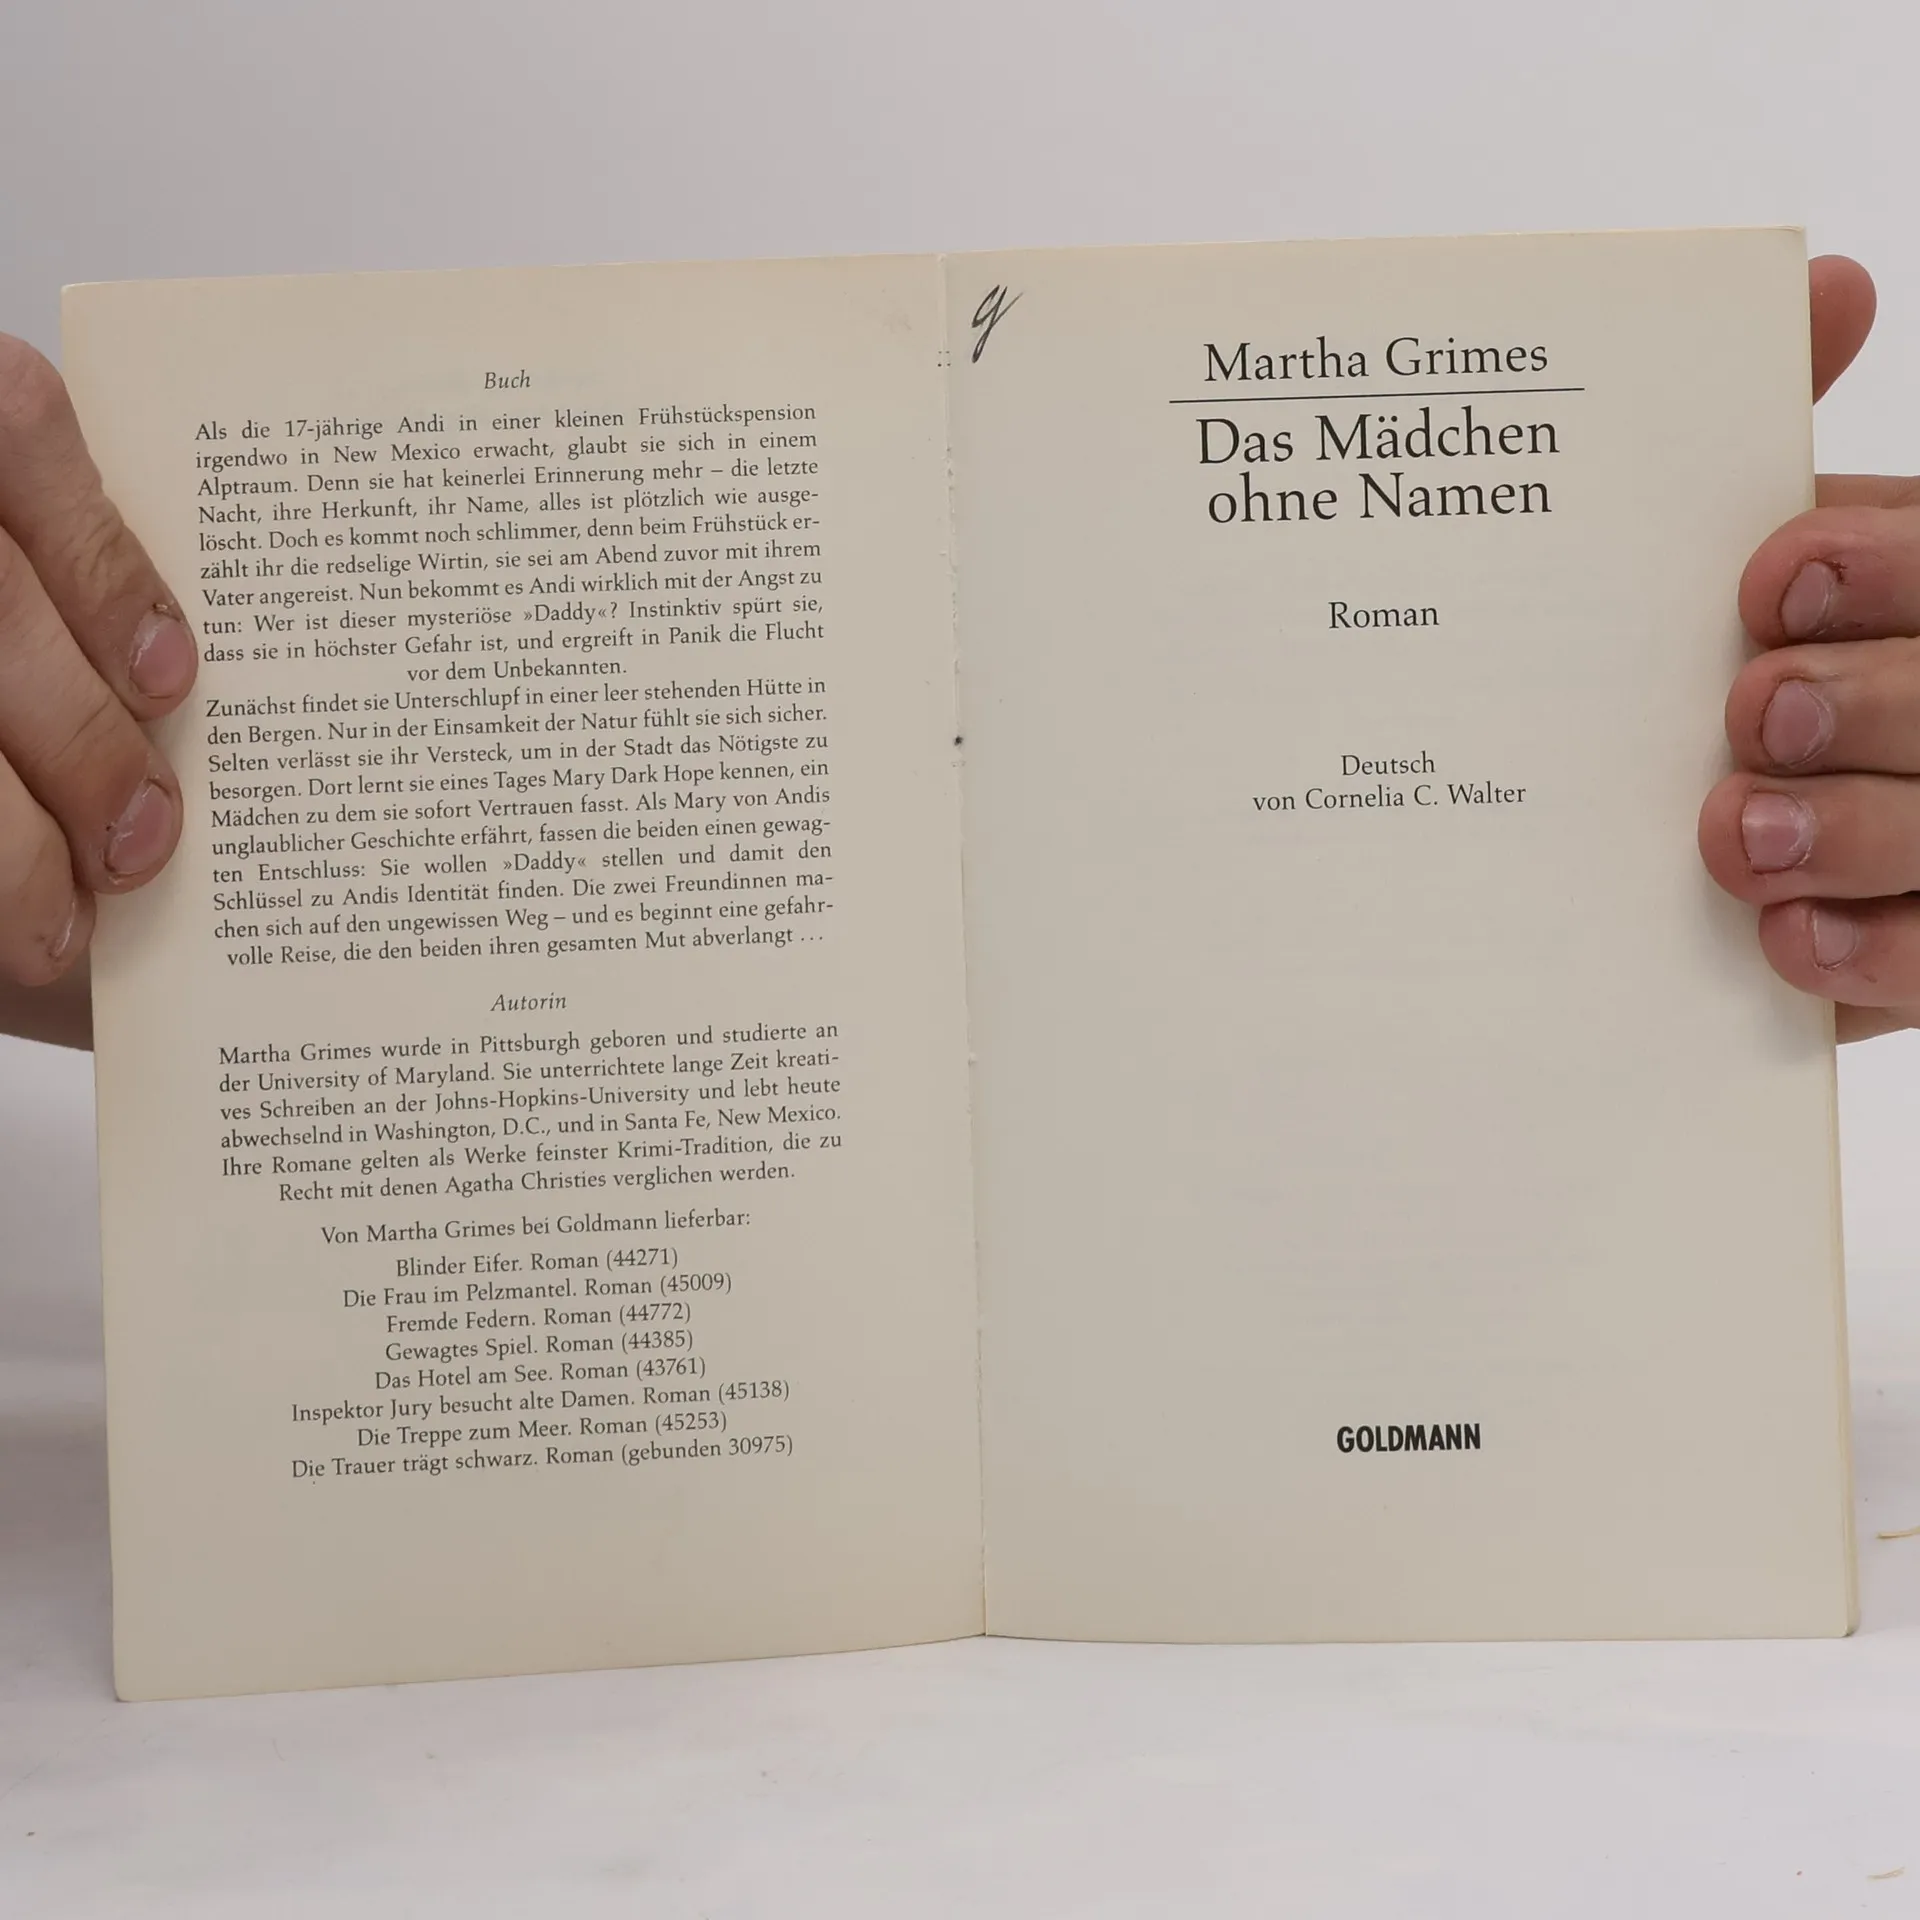 Buch
Als die 17-jährige Andi in einer kleinen Frühstückspension
irgendwo in New Mexico erwacht, glaubt sie sich in einem
Alptraum. Denn sie hat keinerlei Erinnerung mehr – die letzte
Nacht, ihre Herkunft, ihr Name, alles ist plötzlich wie ausge-
löscht. Doch es kommt noch schlimmer, denn beim Frühstück er-
zählt ihr die redselige Wirtin, sie sei am Abend zuvor mit ihrem
Vater angereist. Nun bekommt es Andi wirklich mit der Angst zu
tun: Wer ist dieser mysteriöse »Daddy«? Instinktiv spürt sie,
dass sie in höchster Gefahr ist, und ergreift in Panik die Flucht
vor dem Unbekannten.
Zunächst findet sie Unterschlupf in einer leer stehenden Hütte in
den Bergen. Nur in der Einsamkeit der Natur fühlt sie sich sicher.
Selten verlässt sie ihr Versteck, um in der Stadt das Nötigste zu
besorgen. Dort lernt sie eines Tages Mary Dark Hope kennen, ein
Mädchen zu dem sie sofort Vertrauen fasst. Als Mary von Andis
unglaublicher Geschichte erfährt, fassen die beiden einen gewag-
ten Entschluss: Sie wollen »Daddy« stellen und damit den
Schlüssel zu Andis Identität finden. Die zwei Freundinnen ma-
chen sich auf den ungewissen Weg – und es beginnt eine gefahr-
volle Reise, die den beiden ihren gesamten Mut abverlangt ...
Autorin
Martha Grimes wurde in Pittsburgh geboren und studierte an
der University of Maryland. Sie unterrichtete lange Zeit kreati-
ves Schreiben an der Johns-Hopkins-University und lebt heute
abwechselnd in Washington, D.C., und in Santa Fe, New Mexico.
Ihre Romane gelten als Werke feinster Krimi-Tradition, die zu
Recht mit denen Agatha Christies verglichen werden.
Von Martha Grimes bei Goldmann lieferbar:
Blinder Eifer. Roman (44271)
Die Frau im Pelzmantel. Roman (45009)
Fremde Federn. Roman (44772)
Gewagtes Spiel. Roman (44385)
Das Hotel am See. Roman (43761)
Inspektor Jury besucht alte Damen. Roman (45138)
Die Treppe zum Meer. Roman (45253)
Die Trauer trägt schwarz. Roman (gebunden 30975)
Martha Grimes
Das Mädchen
ohne Namen
Roman
Deutsch
von Cornelia C. Walter
GOLDMANN